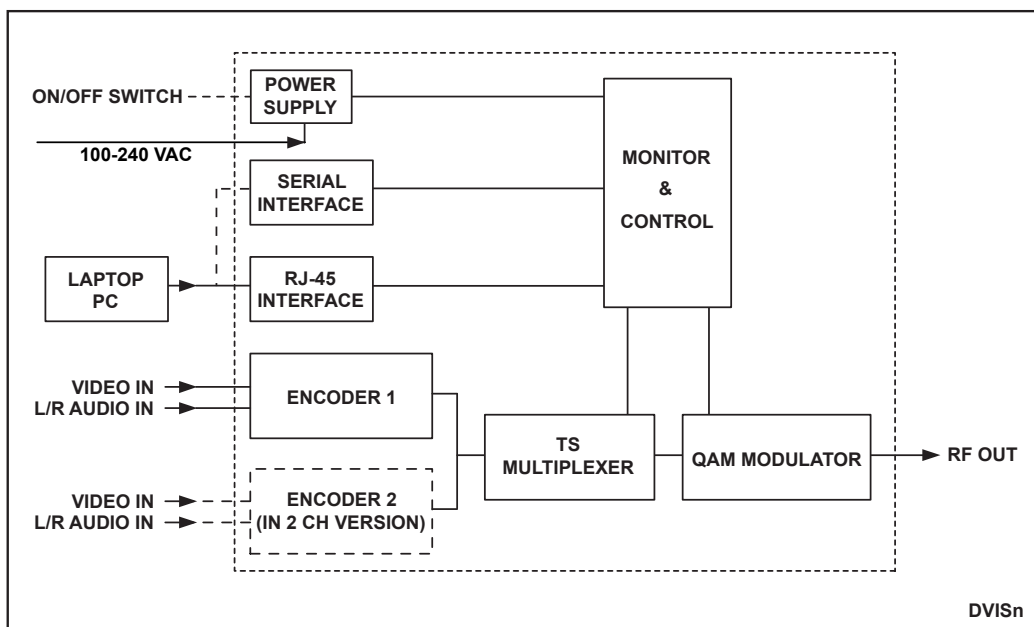 POWER
SUPPLY
ON/OFF SWITCH
100-240 VAC
MONITOR
&
CONTROL
SERIAL
INTERFACE
LAPTOP
PC
RJ-45
INTERFACE
VIDEO IN
L/R AUDIO IN
ENCODER 1
TS
MULTIPLEXER
QAM MODULATOR
RF OUT
VIDEO IN
L/R AUDIO IN
ENCODER 2
(IN 2 CH VERSION)
DVISn